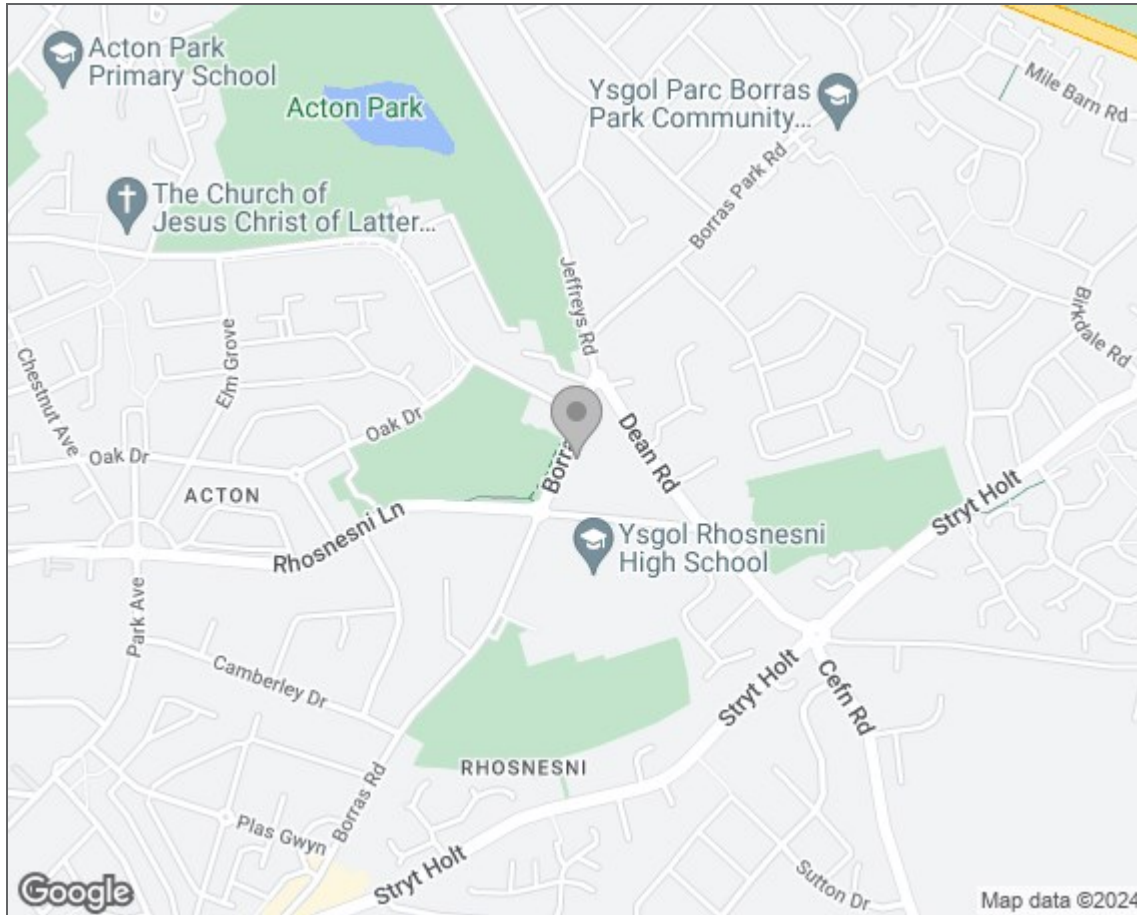 Acton Park
Primary School
Acton Park
Ysgol Parc Borras
Park Community...
Mile Barn Rd
The Church of
Jesus Christ of Latter...
Borras Park Rd
Jeffreys Rd
Birkdale Rd
Elm Grove
Chestnut Ave
Oak Dr
Oak Dr
Borra
Dean Rd
ACTON
Rhosnesni Ln
Stryt Holt
Ysgol Rhosnesni
High School
Park Ave
Camberley Dr
Stryt Holt
Cefn Rd
RHOSNESNI
Borras Rd
Plas Gwyn
Stryt Holt
Sutton Dr
Google
Map data ©2024